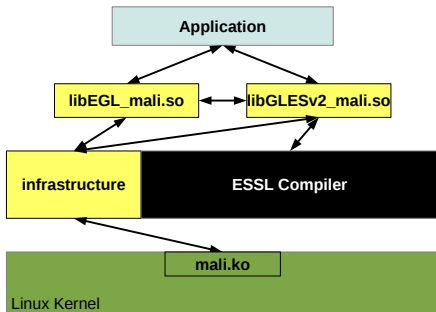 Application
libEGL_mali.so
libGLESv2_mali.so
infrastructure
ESSL Compiler
mali.ko
Linux Kernel